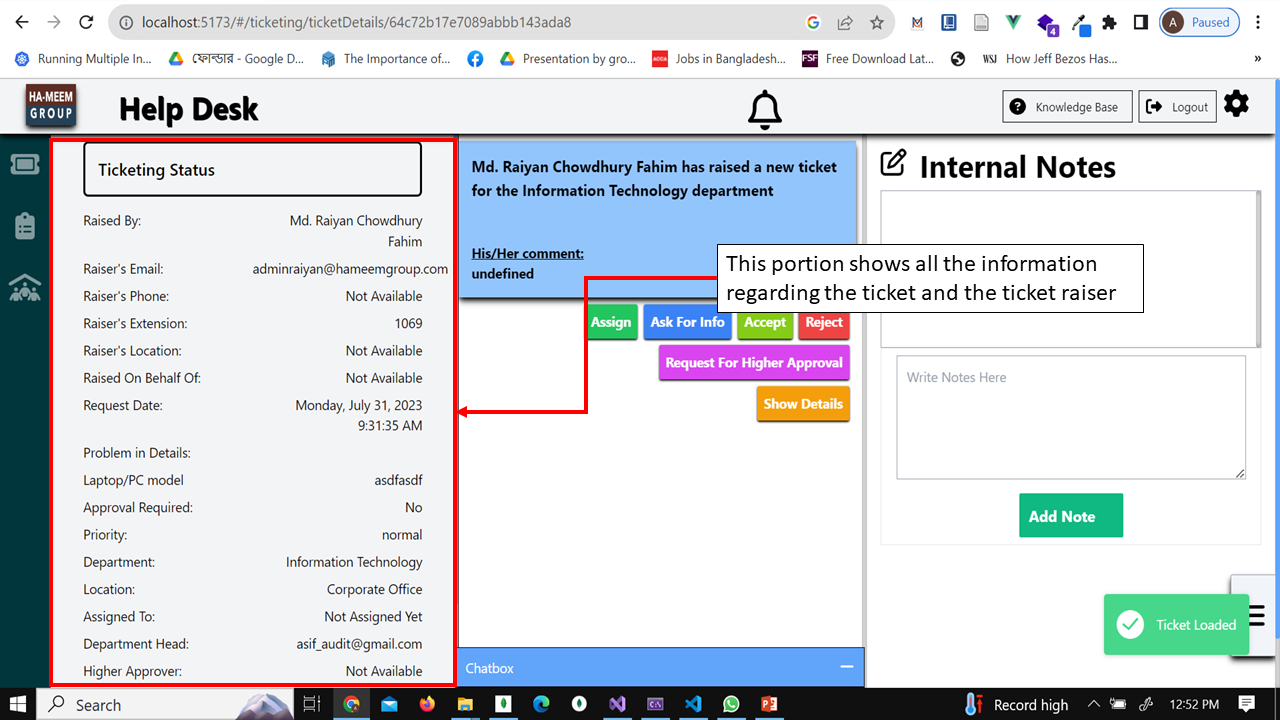 localhost:5173/#/ticketing/ticketDetails/64c72b17e7089abbb143ada8
A Paused
4
Running Multiple In...
ফোল্ডার - Google D...
The Importance of...
Presentation by gro...
ACCA Jobs in Bangladesh...
FSF Free Download Lat...
WSJ How Jeff Bezos Has...
»
HA-MEEM
GROUP
Help Desk
? Knowledge Base
Logout
Ticketing Status
Raised By: Md. Raiyan Chowdhury
Fahim
Raiser's Email: adminraiyan@hameemgroup.com
Raiser's Phone: Not Available
Raiser's Extension: 1069
Raiser's Location: Not Available
Raised On Behalf Of: Not Available
Request Date: Monday, July 31, 2023
9:31:35 AM
Problem in Details:
Laptop/PC model asdfasdf
Approval Required: No
Priority: normal
Department: Information Technology
Location: Corporate Office
Assigned To: Not Assigned Yet
Department Head: asif_audit@gmail.com
Higher Approver: Not Available
Md. Raiyan Chowdhury Fahim has raised a new ticket
for the Information Technology department
His/Her comment:
undefined
This portion shows all the information
regarding the ticket and the ticket raiser
Assign
Ask For Info
Accept
Reject
Request For Higher Approval
Show Details
Chatbox
Internal Notes
Write Notes Here
Add Note
Ticket Loaded
Search
Record high
12:52 PM